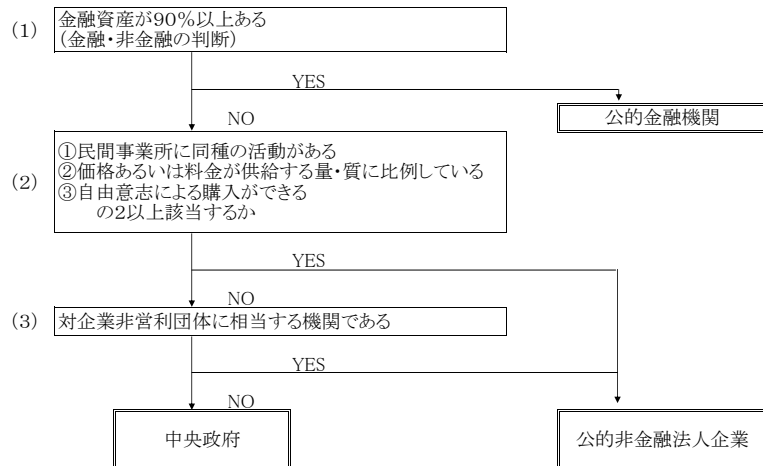 (1)
金融資産が90％以上ある
(金融・非金融の判断)
YES
NO
公的金融機関
(2)
①民間事業所に同種の活動がある
②価格あるいは料金が供給する量・質に比例している
③自由意志による購入ができる
の2以上該当するか
YES
NO
(3)
対企業非営利団体に相当する機関である
YES
NO
中央政府
公的非金融法人企業